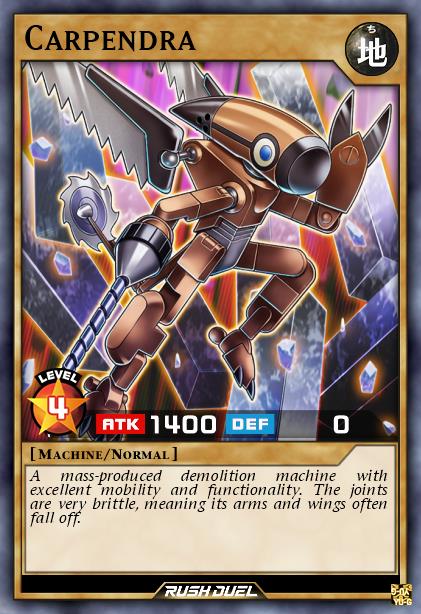 CARPENDRA
ち
地
LEVEL
4
ATK 1400 DEF 0
[MACHINE/NORMAL]
A mass-produced demolition machine with
excellent mobility and functionality. The joints
are very brittle, meaning its arms and wings often
fall off.
RUSH DUEL